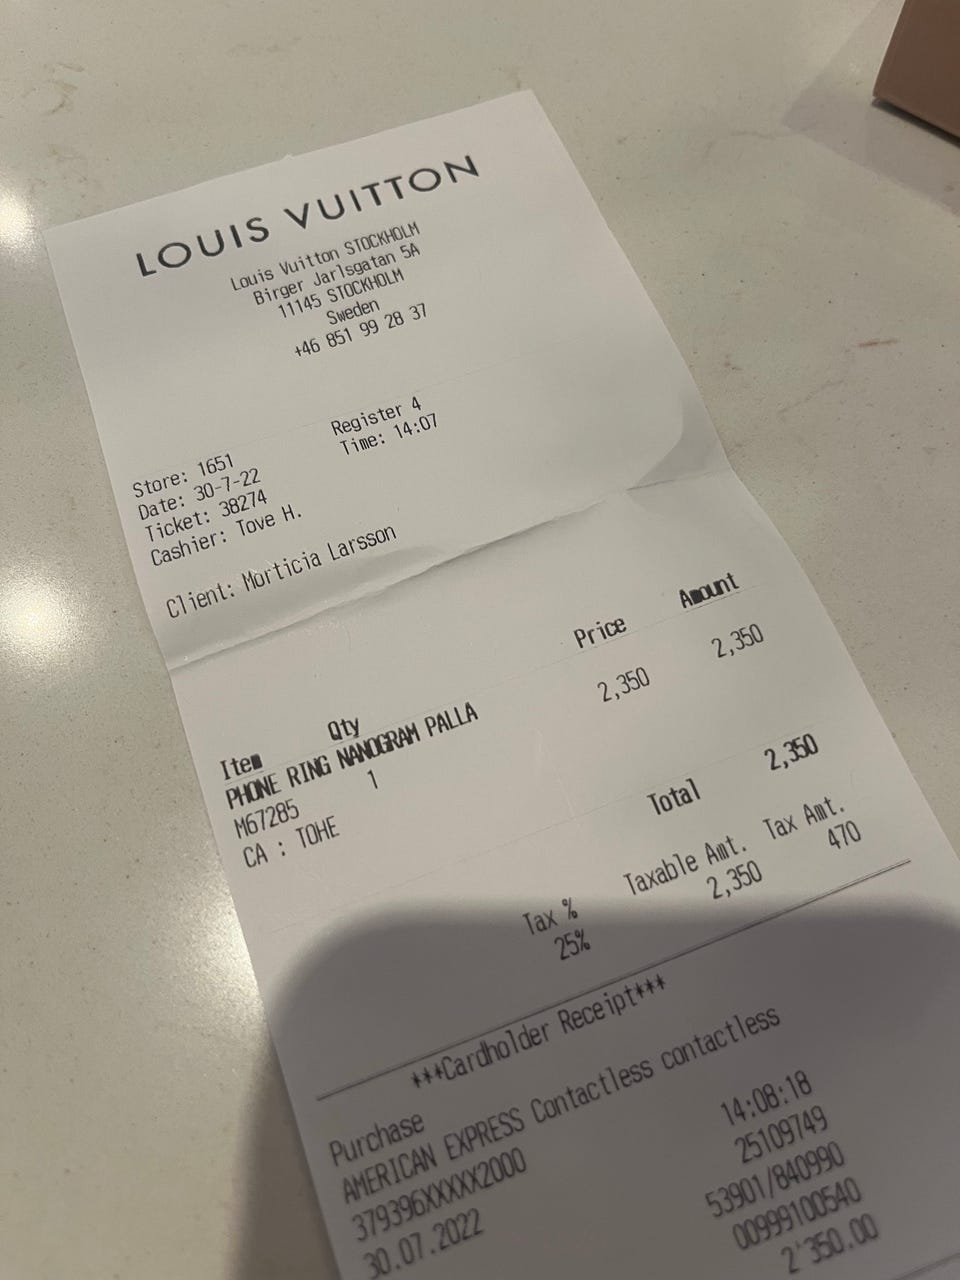 LOUIS VUITTON
Louis Vuitton STOCKHOLM
Birger Jarlsgatan 5A
11145 STOCKHOLM
Sweden
+46 851 99 28 37
Register 4
Store: 1651 Time: 14:07
Date: 30-7-22
Ticket: 38274
Cashier: Tove H.
Client: Morticia Larsson
Item Qty Price Amount
PHONE RING NANOGRAM PALLA
M67285 1 2,350 2,350
CA : TOHE
Total 2,350
Tax % Taxable Amt. Tax Amt.
25% 2,350 470
***Cardholder Receipt***
Purchase
AMERICAN EXPRESS Contactless contactless
379396XXXXX2000 14:08:18
30.07.2022 25109749
53901/840990
00999100540
2'350.00